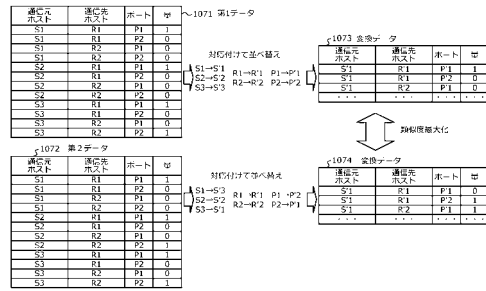 1071 第1データ
通信元ホスト 通信先ホスト ポート 量
S1 R1 P1 1
S1 R1 P2 0
S1 R2 P1 0
S1 R2 P2 0
S2 R1 P1 1
S2 R1 P2 0
S2 R2 P1 0
S2 R2 P2 0
S3 R1 P1 1
S3 R1 P2 0
S3 R2 P1 0
S3 R2 P2 1
対応付けて並べ替え
S1→S'1
S2→S'2 R1→R'1 P1→P'1
S3→S'3 R2→R'2 P2→P'2
1073 変換データ
通信元ホスト 通信先ホスト ポート 量
S'1 R'1 P'1 1
S'1 R'1 P'2 0
S'1 R'2 P'1 0
... ... ... ...
類似度最大化
1072 第2データ
通信元ホスト 通信先ホスト ポート 量
S1 R1 P1 1
S1 R1 P2 0
S1 R2 P1 0
S1 R2 P2 0
S2 R1 P1 1
S2 R1 P2 0
S2 R2 P1 0
S2 R2 P2 1
S3 R1 P1 1
S3 R1 P2 0
S3 R2 P1 0
S3 R2 P2 1
対応付けて並べ替え
S1→S'3
S2→S'2 R1→R'1 P1→P'2
S3→S'1 R2→R'2 P2→P'1
1074 変換データ
通信元ホスト 通信先ホスト ポート 量
S'1 R'1 P'1 0
S'1 R'1 P'2 1
S'1 R'2 P'1 1
... ... ... ...